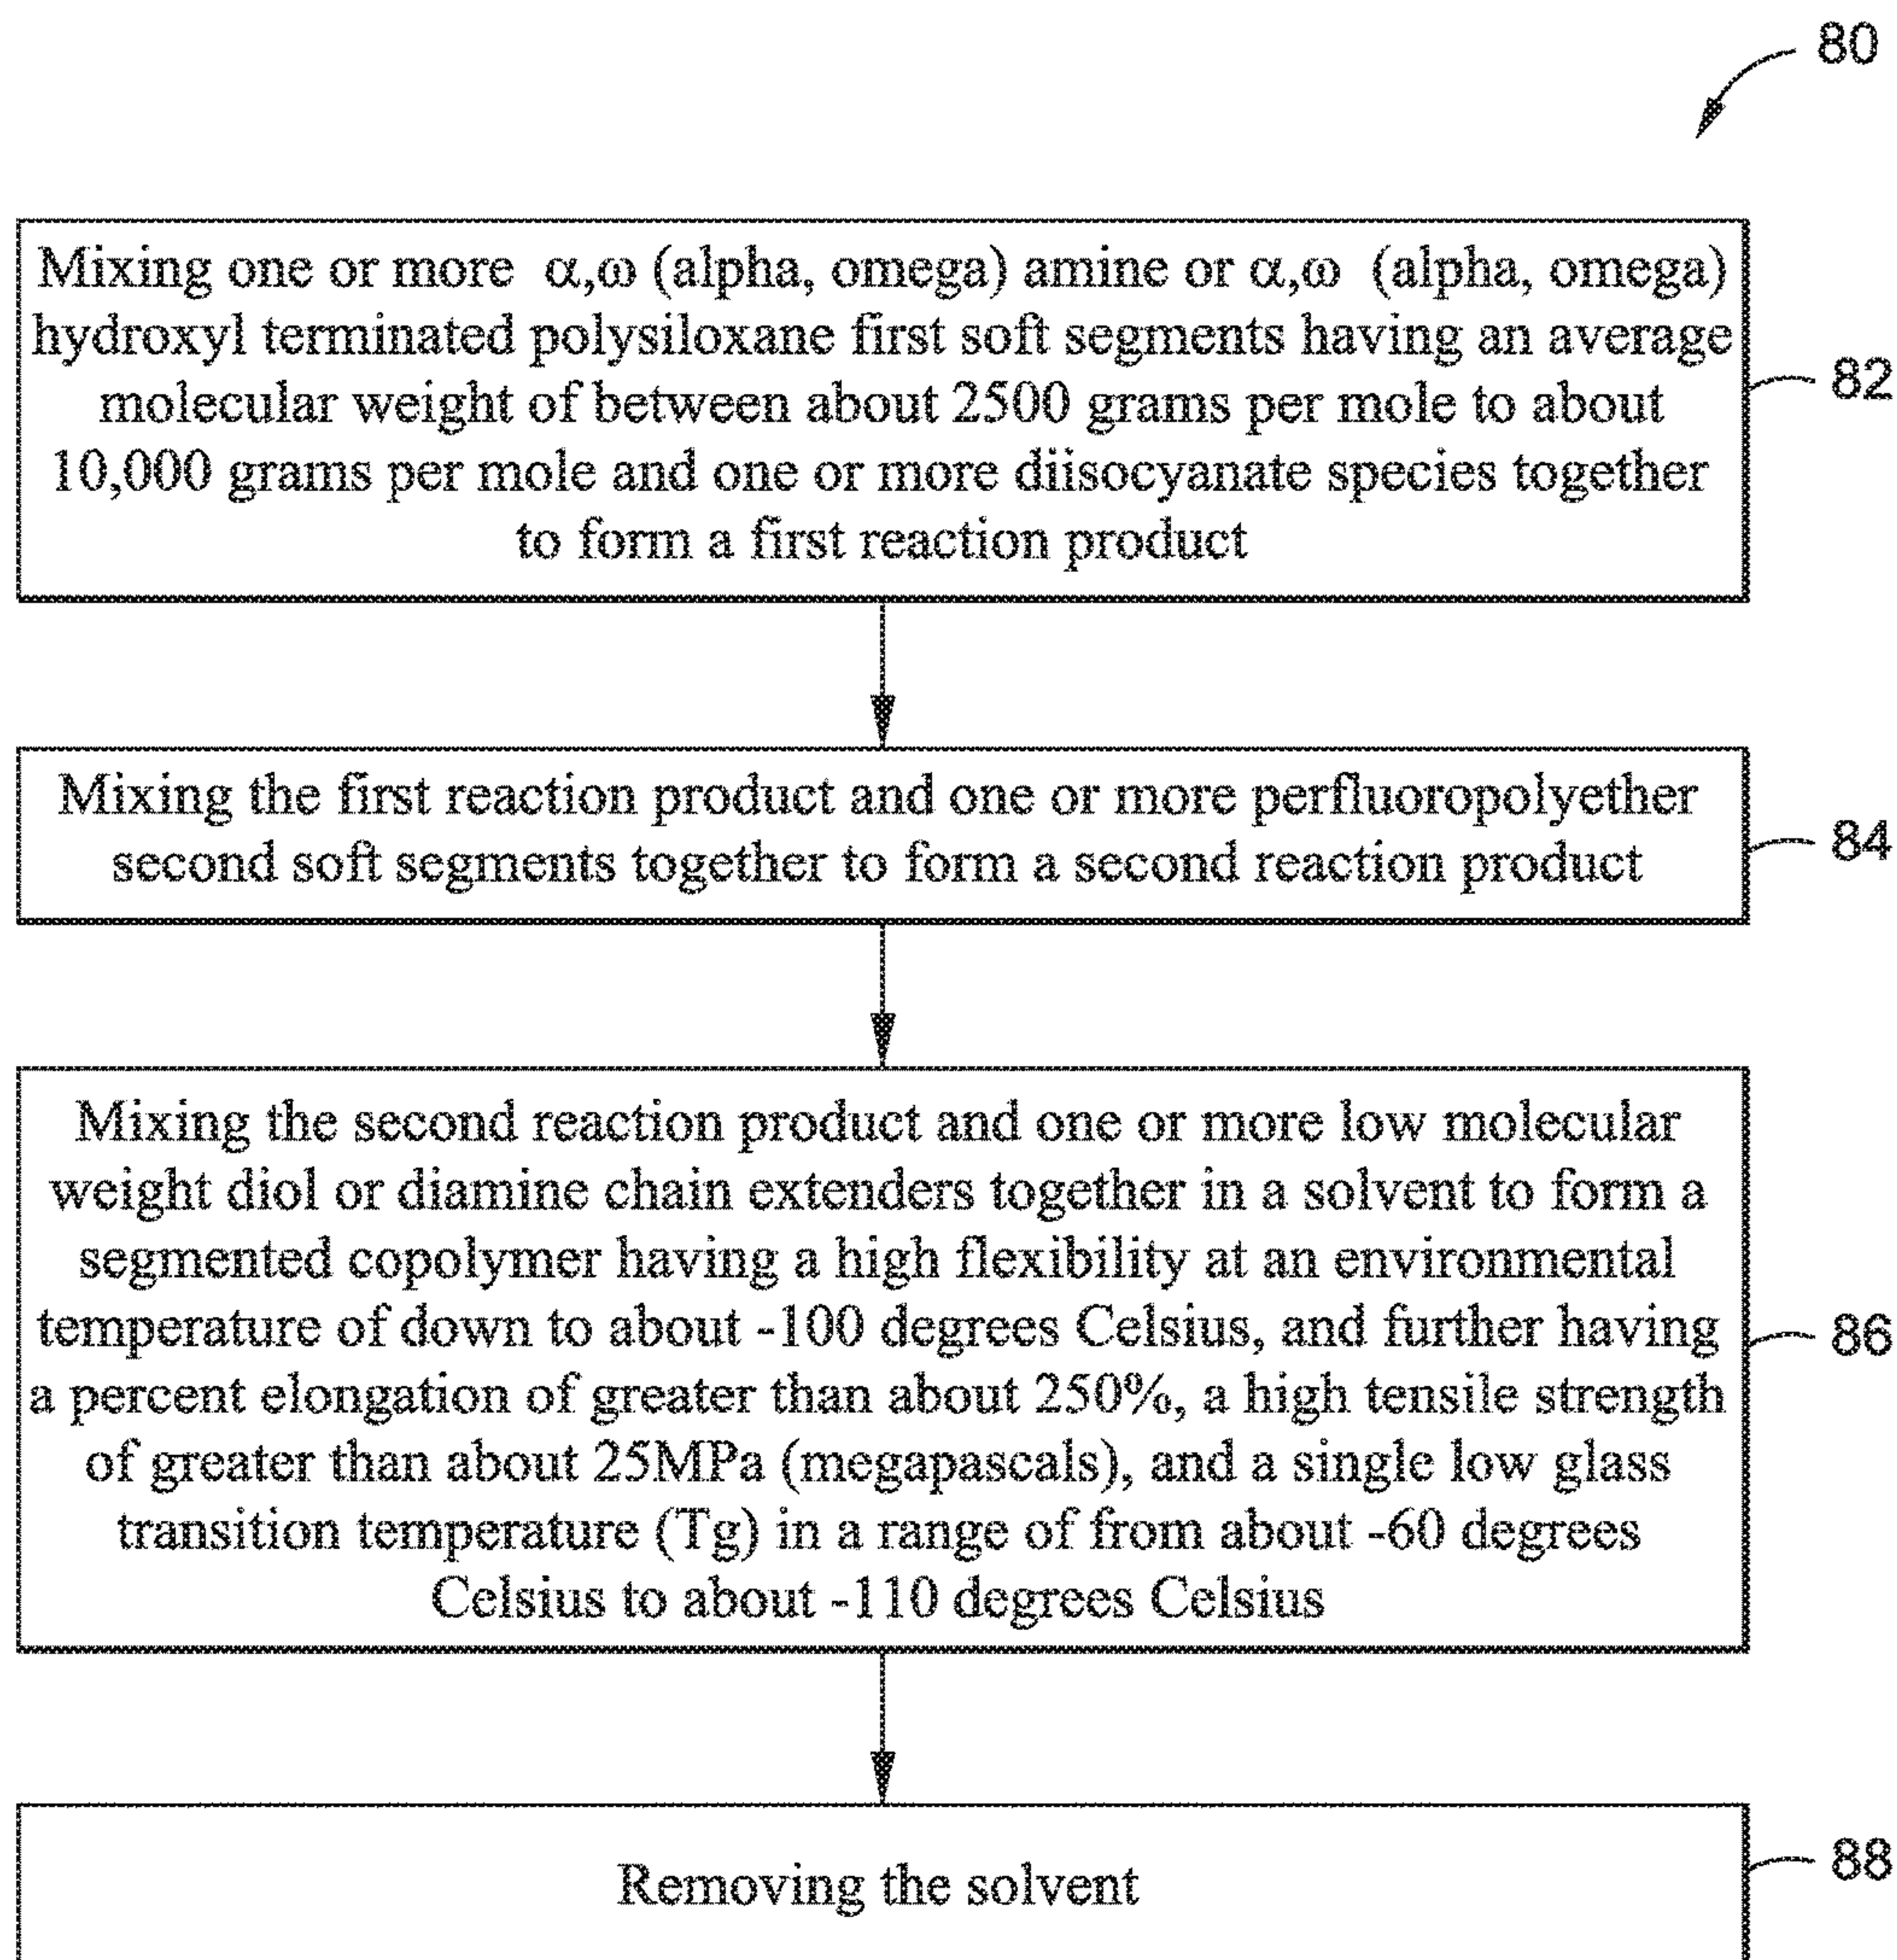 80
Mixing one or more α,ω (alpha, omega) amine or α,ω (alpha, omega)
hydroxyl terminated polysiloxane first soft segments having an average
molecular weight of between about 2500 grams per mole to about
10,000 grams per mole and one or more diisocyanate species together
to form a first reaction product
82
Mixing the first reaction product and one or more perfluoropolyether
second soft segments together to form a second reaction product
84
Mixing the second reaction product and one or more low molecular
weight diol or diamine chain extenders together in a solvent to form a
segmented copolymer having a high flexibility at an environmental
temperature of down to about -100 degrees Celsius, and further having
a percent elongation of greater than about 250%, a high tensile strength
of greater than about 25MPa (megapascals), and a single low glass
transition temperature (Tg) in a range of from about -60 degrees
Celsius to about -110 degrees Celsius
86
Removing the solvent
88